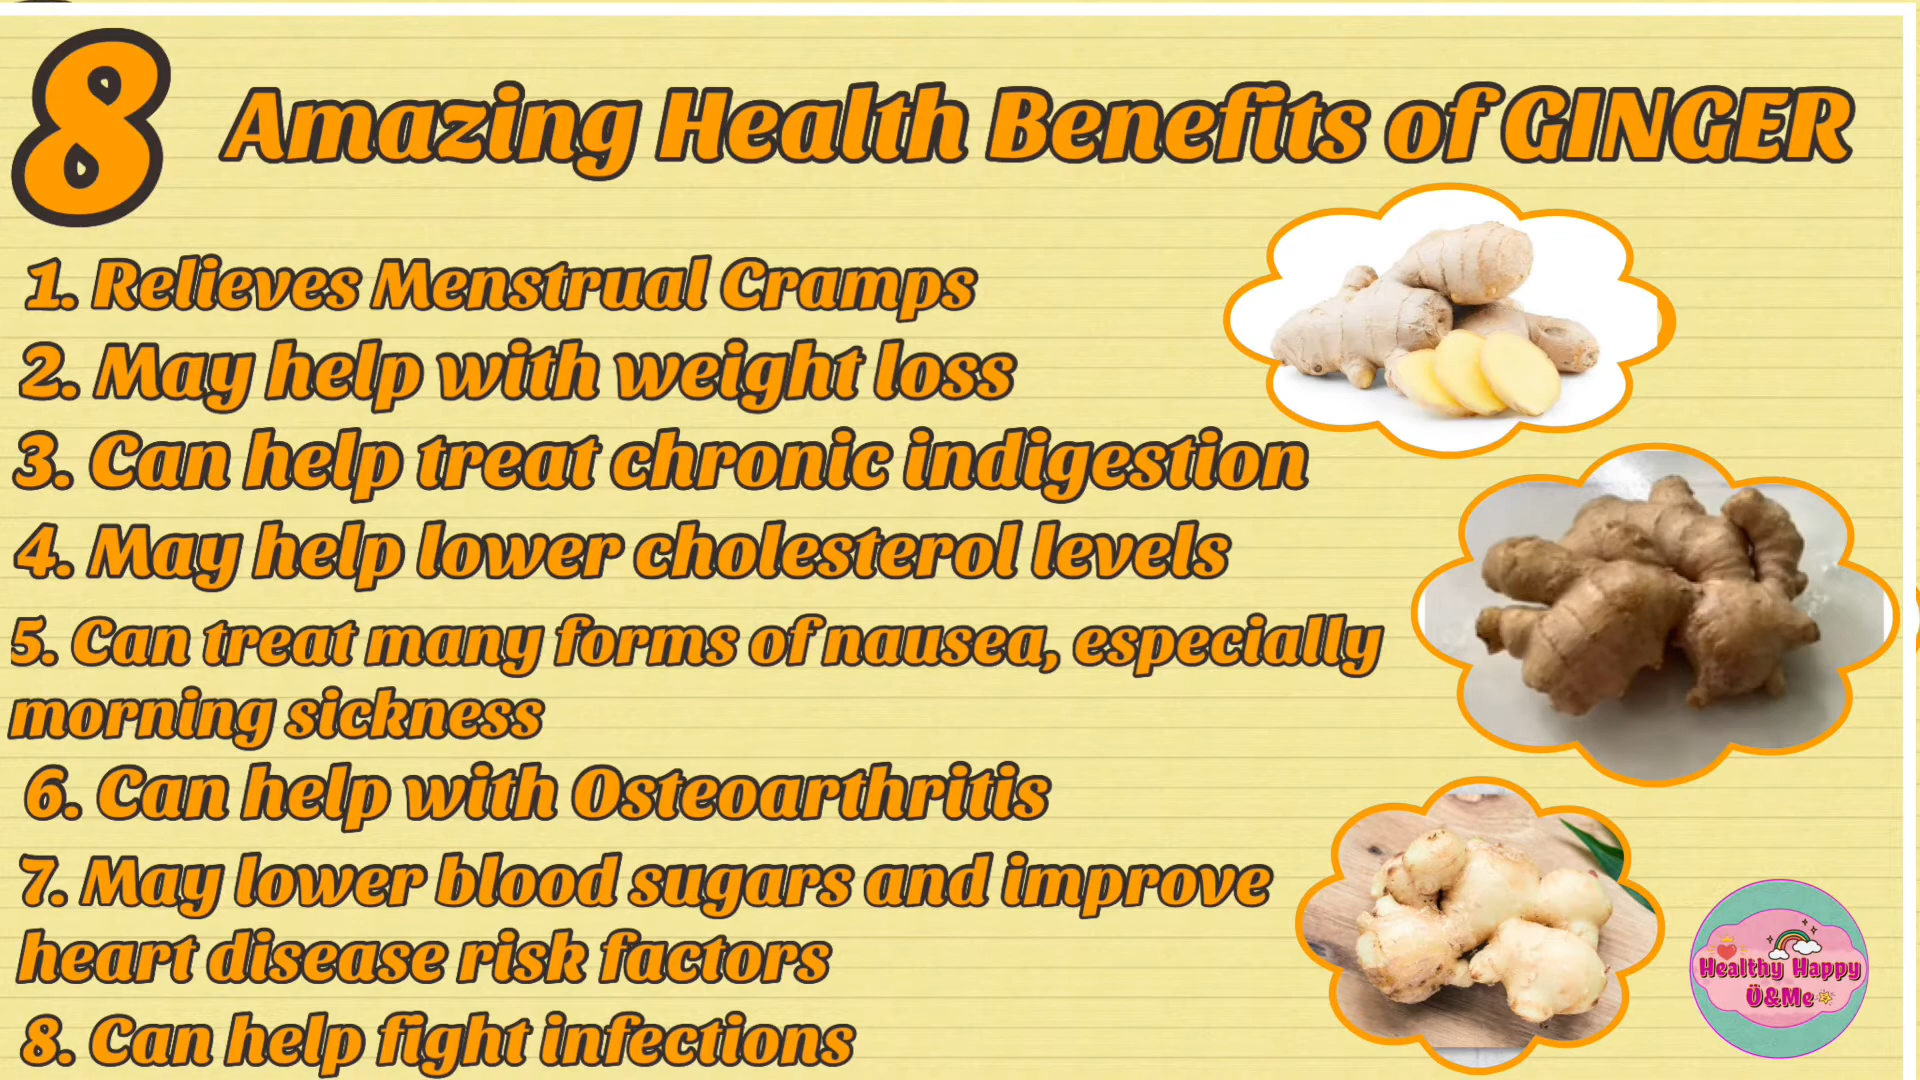 8 Amazing Health Benefits of GINGER
1. Relieves Menstrual Cramps
2. May help with weight loss
3. Can help treat chronic indigestion
4. May help lower cholesterol levels
5. Can treat many forms of nausea, especially
morning sickness
6. Can help with Osteoarthritis
7. May lower blood sugars and improve
heart disease risk factors
8. Can help fight infections
Healthy Happy
Ü&Me